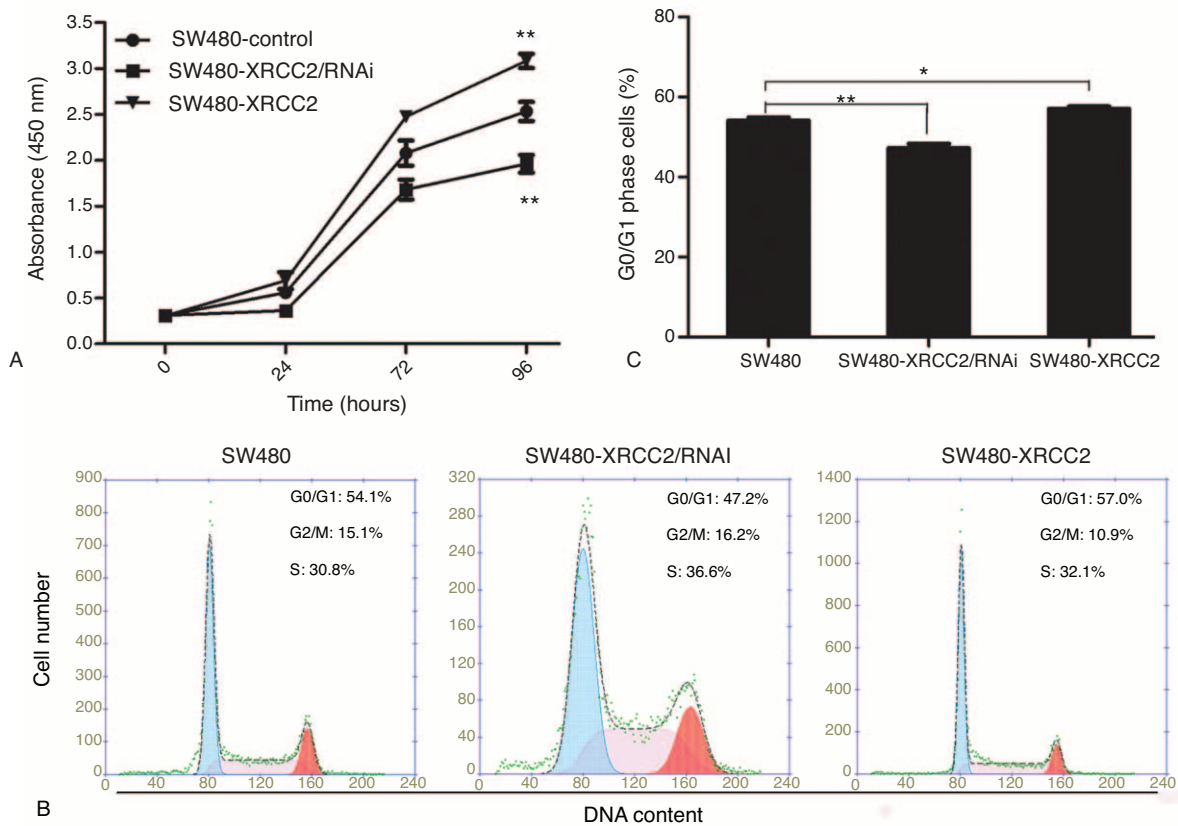 SW480-control
SW480-XRCC2/RNAi
SW480-XRCC2
**
**
3.5
3.0
2.5
2.0
1.5
1.0
0.5
0.0
Absorbance (450 nm)
0
24
72
96
Time (hours)
A
80
60
40
20
0
G0/G1 phase cells (%)
*
**
SW480
SW480-XRCC2/RNAi
SW480-XRCC2
C
SW480
900
800
700
600
500
400
300
200
100
0
G0/G1: 54.1%
G2/M: 15.1%
S: 30.8%
0 40 80 120 160 200 240
SW480-XRCC2/RNAI
320
280
240
200
160
120
80
40
0
G0/G1: 47.2%
G2/M: 16.2%
S: 36.6%
0 40 80 120 160 200 240
SW480-XRCC2
1400
1200
1000
800
600
400
200
0
G0/G1: 57.0%
G2/M: 10.9%
S: 32.1%
0 40 80 120 160 200 240
Cell number
DNA content
B